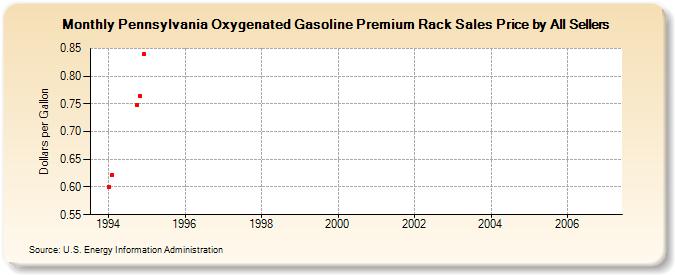 Monthly Pennsylvania Oxygenated Gasoline Premium Rack Sales Price by All Sellers
Dollars per Gallon
0.85
0.80
0.75
0.70
0.65
0.60
0.55
1994 1996 1998 2000 2002 2004 2006
Source: U.S. Energy Information Administration